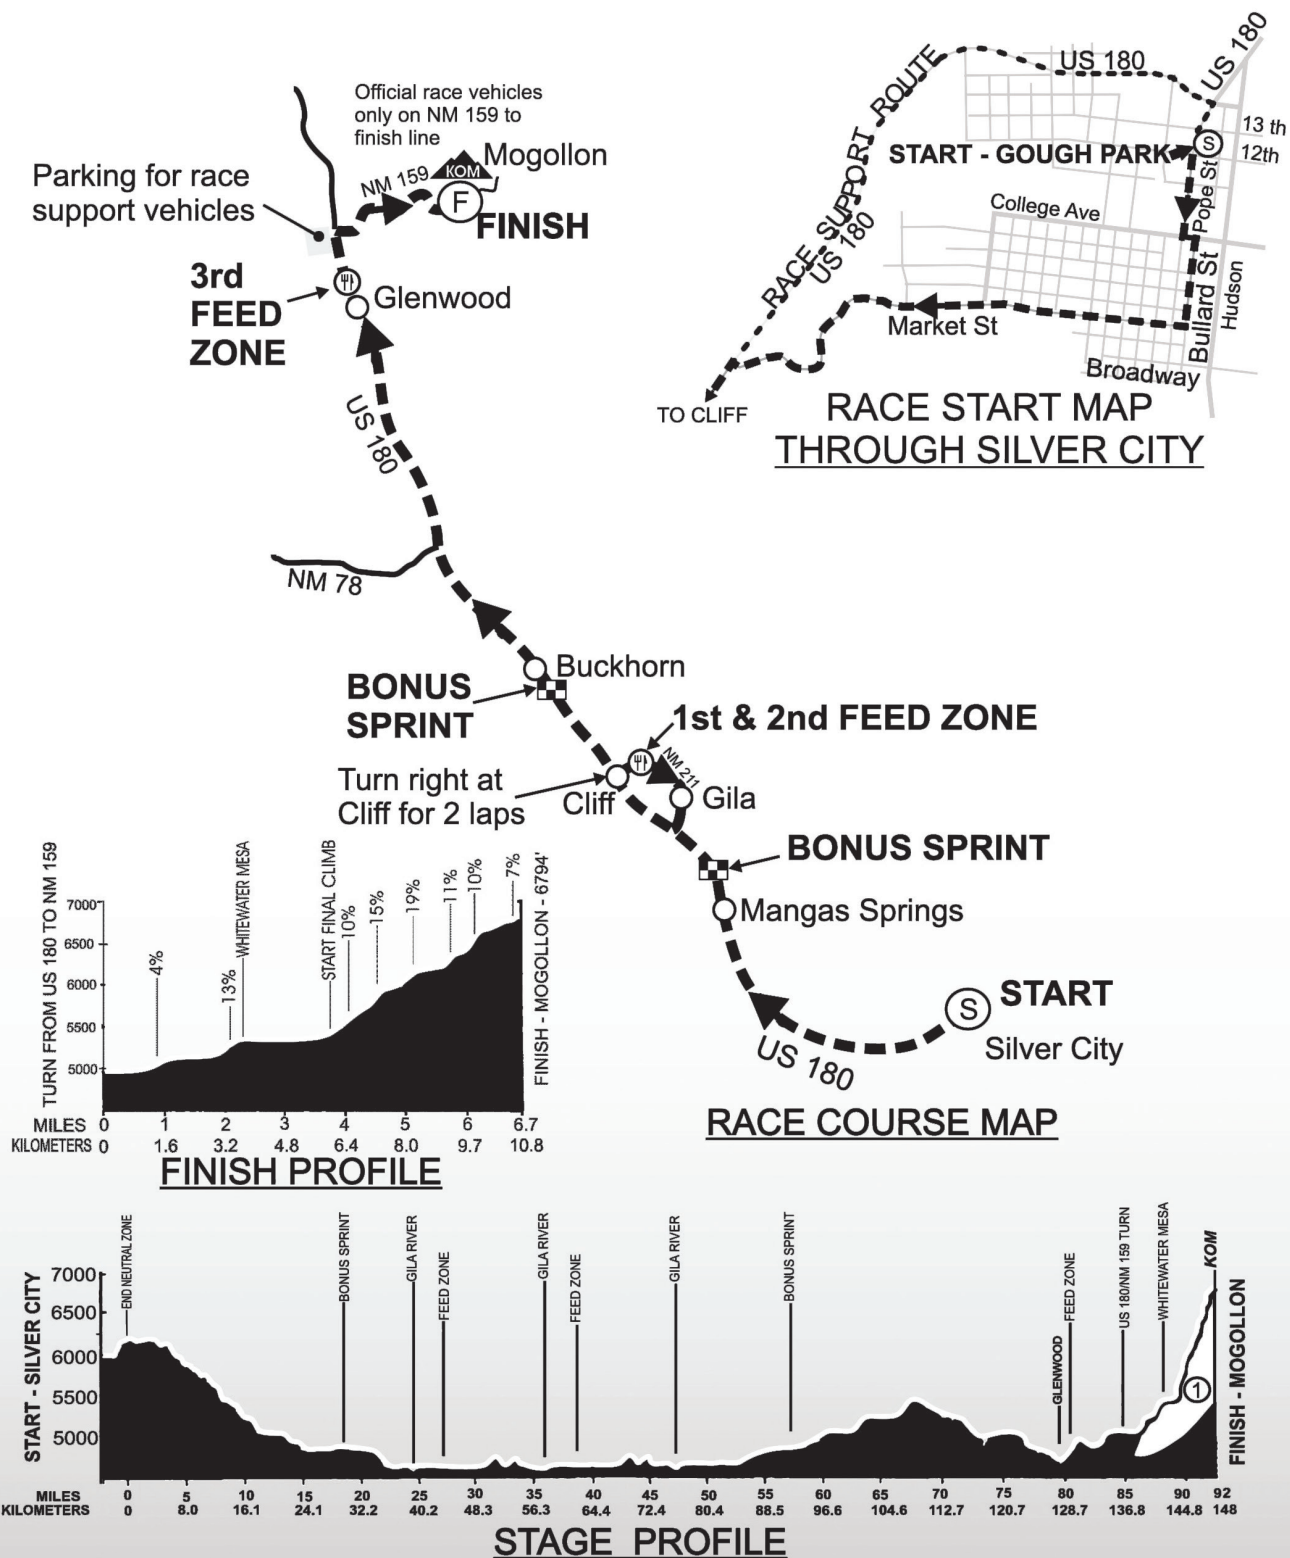 Official race vehicles
only on NM 159 to
finish line
Parking for race
support vehicles
NM 159
KOM
Mogollon
F
FINISH
3rd
FEED
ZONE
Glenwood
US 180
NM 78
Buckhorn
BONUS
SPRINT
1st & 2nd FEED ZONE
NM 211
Turn right at
Cliff for 2 laps
Cliff
Gila
BONUS SPRINT
Mangas Springs
S
START
Silver City
US 180
RACE COURSE MAP
US 180
US 180
RACE SUPPORT ROUTE
US 180
13 th
12th
S
START - GOUGH PARK
Pope St
College Ave
Bullard St
Hudson
Market St
Broadway
TO CLIFF
RACE START MAP
THROUGH SILVER CITY
TURN FROM US 180 TO NM 159
7000
6500
6000
5500
5000
4%
13%
WHITEWATER MESA
START FINAL CLIMB
10%
15%
19%
11%
10%
7%
FINISH - MOGOLLON - 6794'
MILES 0 1 2 3 4 5 6 6.7
KILOMETERS 0 1.6 3.2 4.8 6.4 8.0 9.7 10.8
FINISH PROFILE
START - SILVER CITY
7000
6500
6000
5500
5000
END NEUTRAL ZONE
BONUS SPRINT
GILA RIVER
FEED ZONE
GILA RIVER
FEED ZONE
GILA RIVER
BONUS SPRINT
GLENWOOD
FEED ZONE
US 180/NM 159 TURN
WHITEWATER MESA
KOM
1
FINISH - MOGOLLON
MILES 0 5 10 15 20 25 30 35 40 45 50 55 60 65 70 75 80 85 90 92
KILOMETERS 0 8.0 16.1 24.1 32.2 40.2 48.3 56.3 64.4 72.4 80.4 88.5 96.6 104.6 112.7 120.7 128.7 136.8 144.8 148
STAGE PROFILE